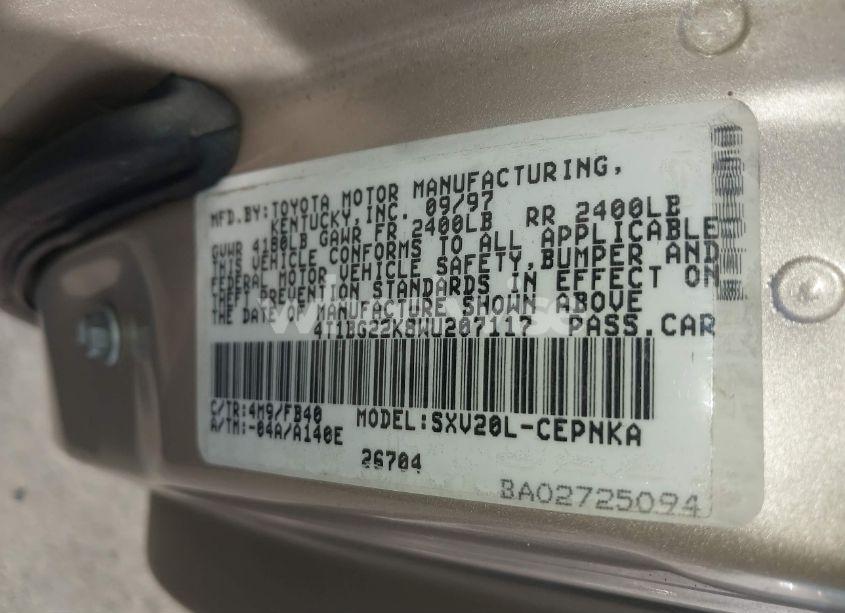 MFD.BY:TOYOTA MOTOR MANUFACTURING,
KENTUCKY,INC. 09/97
GVWR 4180LB GAWR FR 2400LB RR 2400LB
THIS VEHICLE CONFORMS TO ALL APPLICABLE
FEDERAL MOTOR VEHICLE SAFETY,BUMPER AND
THEFT PREVENTION STANDARDS IN EFFECT ON
THE DATE OF MANUFACTURE SHOWN ABOVE
4T1BG22K8WU207117 PASS.CAR
C/TR:4M9/FB40 MODEL:SXV20L-CEPNKA
A/TM:-04A/A140E
26704
BA02725094